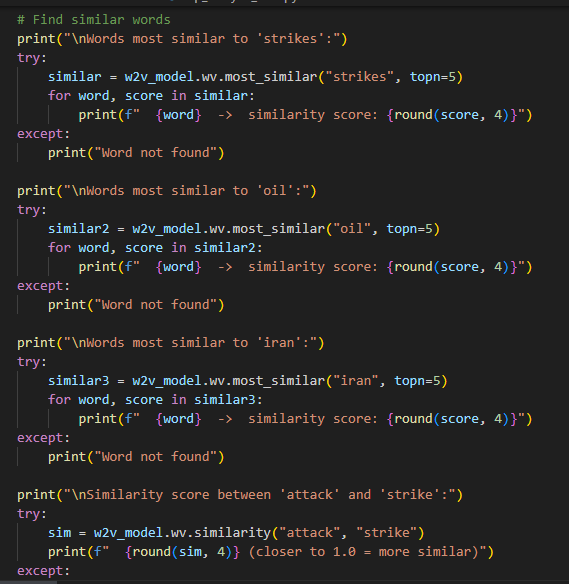 # Find similar words
print("\nWords most similar to 'strikes':")
try:
    similar = w2v_model.wv.most_similar("strikes", topn=5)
    for word, score in similar:
        print(f"  {word}  ->  similarity score: {round(score, 4)}")
except:
    print("Word not found")

print("\nWords most similar to 'oil':")
try:
    similar2 = w2v_model.wv.most_similar("oil", topn=5)
    for word, score in similar2:
        print(f"  {word}  ->  similarity score: {round(score, 4)}")
except:
    print("Word not found")

print("\nWords most similar to 'iran':")
try:
    similar3 = w2v_model.wv.most_similar("iran", topn=5)
    for word, score in similar3:
        print(f"  {word}  ->  similarity score: {round(score, 4)}")
except:
    print("Word not found")

print("\nSimilarity score between 'attack' and 'strike':")
try:
    sim = w2v_model.wv.similarity("attack", "strike")
    print(f"  {round(sim, 4)} (closer to 1.0 = more similar)")
except: